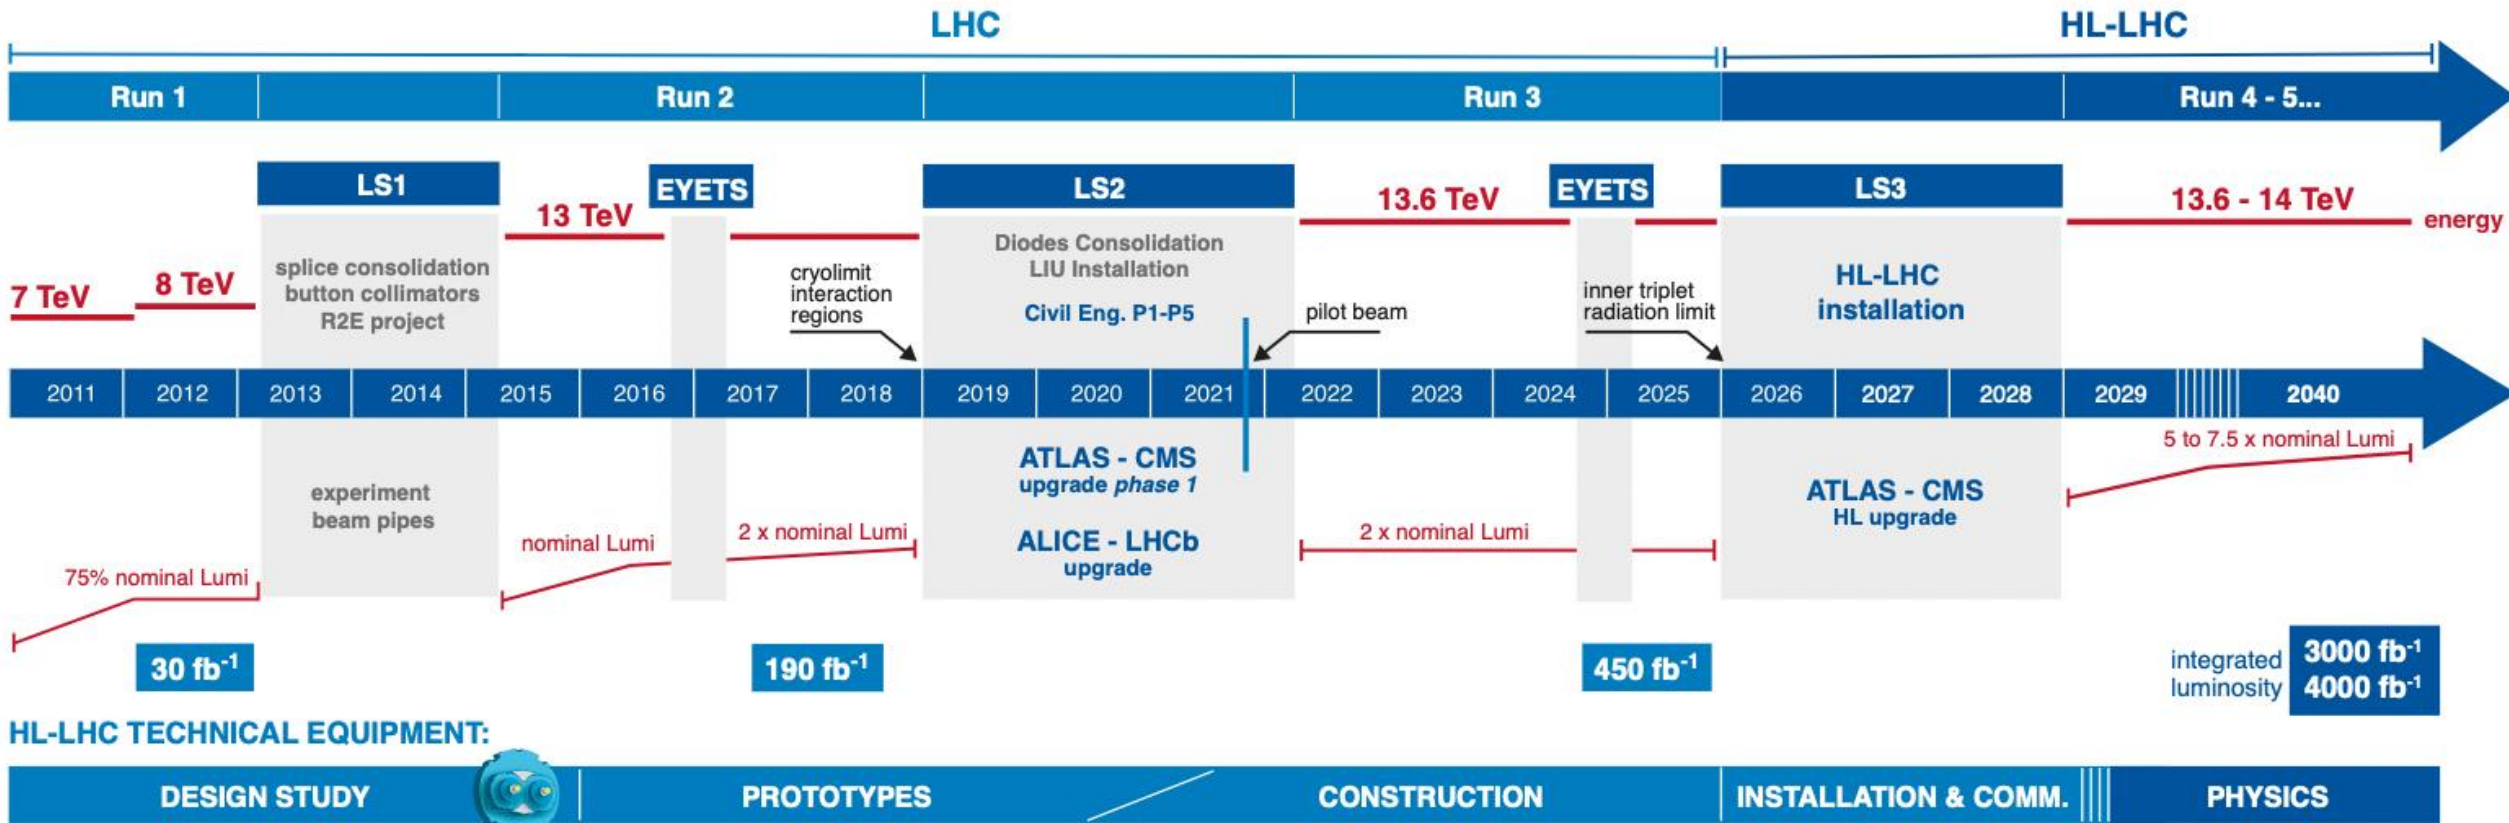 LHC
HL-LHC
Run 1
Run 2
Run 3
Run 4 - 5...
LS1
EYETS
LS2
EYETS
LS3
13 TeV
13.6 TeV
13.6 - 14 TeV
energy
7 TeV
8 TeV
splice consolidation
button collimators
R2E project
cryolimit
interaction
regions
Diodes Consolidation
LIU Installation
Civil Eng. P1-P5
pilot beam
inner triplet
radiation limit
HL-LHC
installation
2011
2012
2013
2014
2015
2016
2017
2018
2019
2020
2021
2022
2023
2024
2025
2026
2027
2028
2029
2040
experiment
beam pipes
ATLAS - CMS
upgrade phase 1
ALICE - LHCb
upgrade
ATLAS - CMS
HL upgrade
5 to 7.5 x nominal Lumi
75% nominal Lumi
nominal Lumi
2 x nominal Lumi
2 x nominal Lumi
30 fb⁻¹
190 fb⁻¹
450 fb⁻¹
integrated
luminosity
3000 fb⁻¹
4000 fb⁻¹
HL-LHC TECHNICAL EQUIPMENT:
DESIGN STUDY
PROTOTYPES
CONSTRUCTION
INSTALLATION & COMM.
PHYSICS